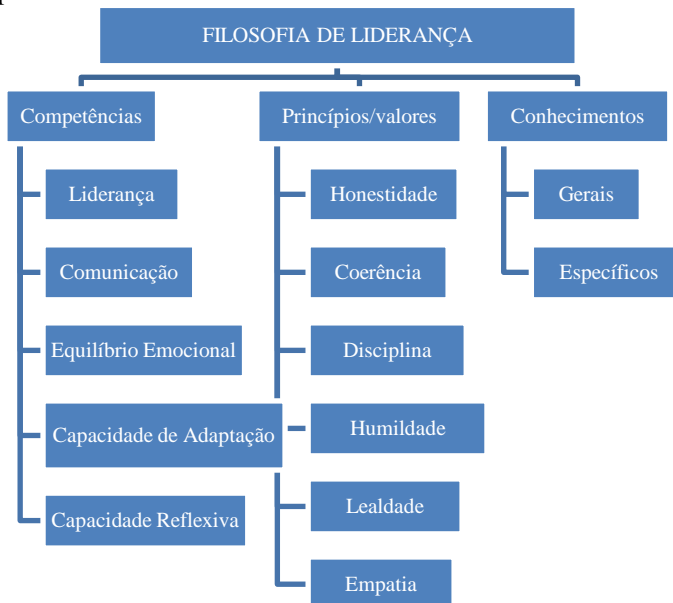 FILOSOFIA DE LIDERANÇA
Competências
Liderança
Comunicação
Equilíbrio Emocional
Capacidade de Adaptação
Capacidade Reflexiva
Princípios/valores
Honestidade
Coerência
Disciplina
Humildade
Lealdade
Empatia
Conhecimentos
Gerais
Específicos